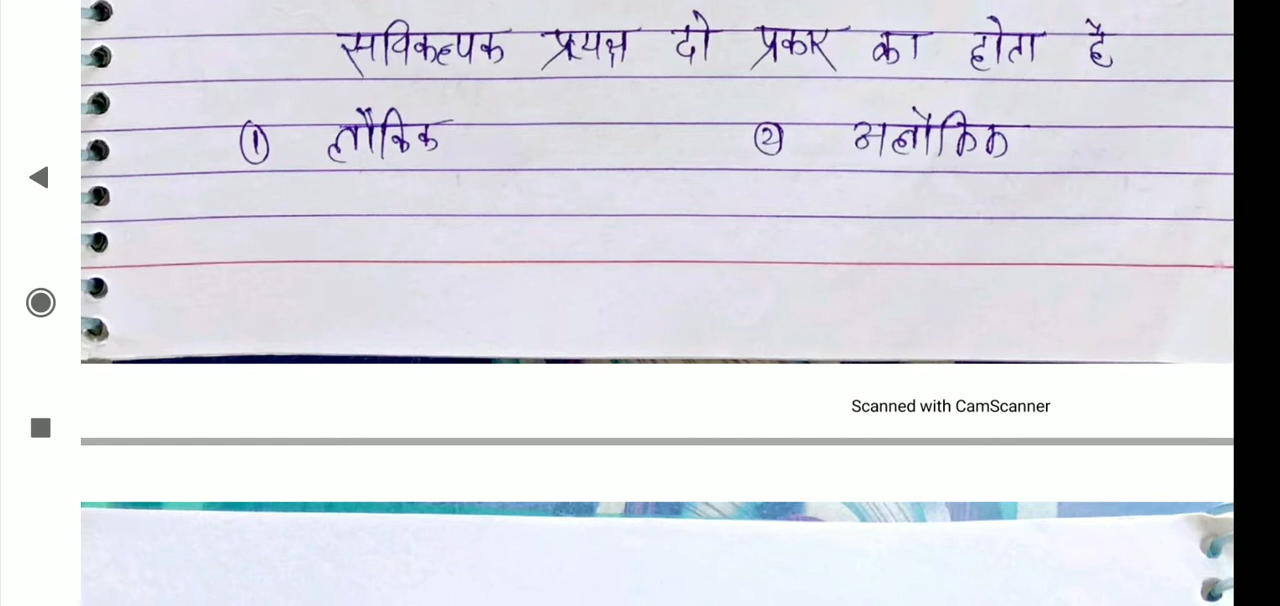 सविकल्पक प्रत्यक्ष दो प्रकार का होता है
① लौकिक ② अलौकिक
Scanned with CamScanner